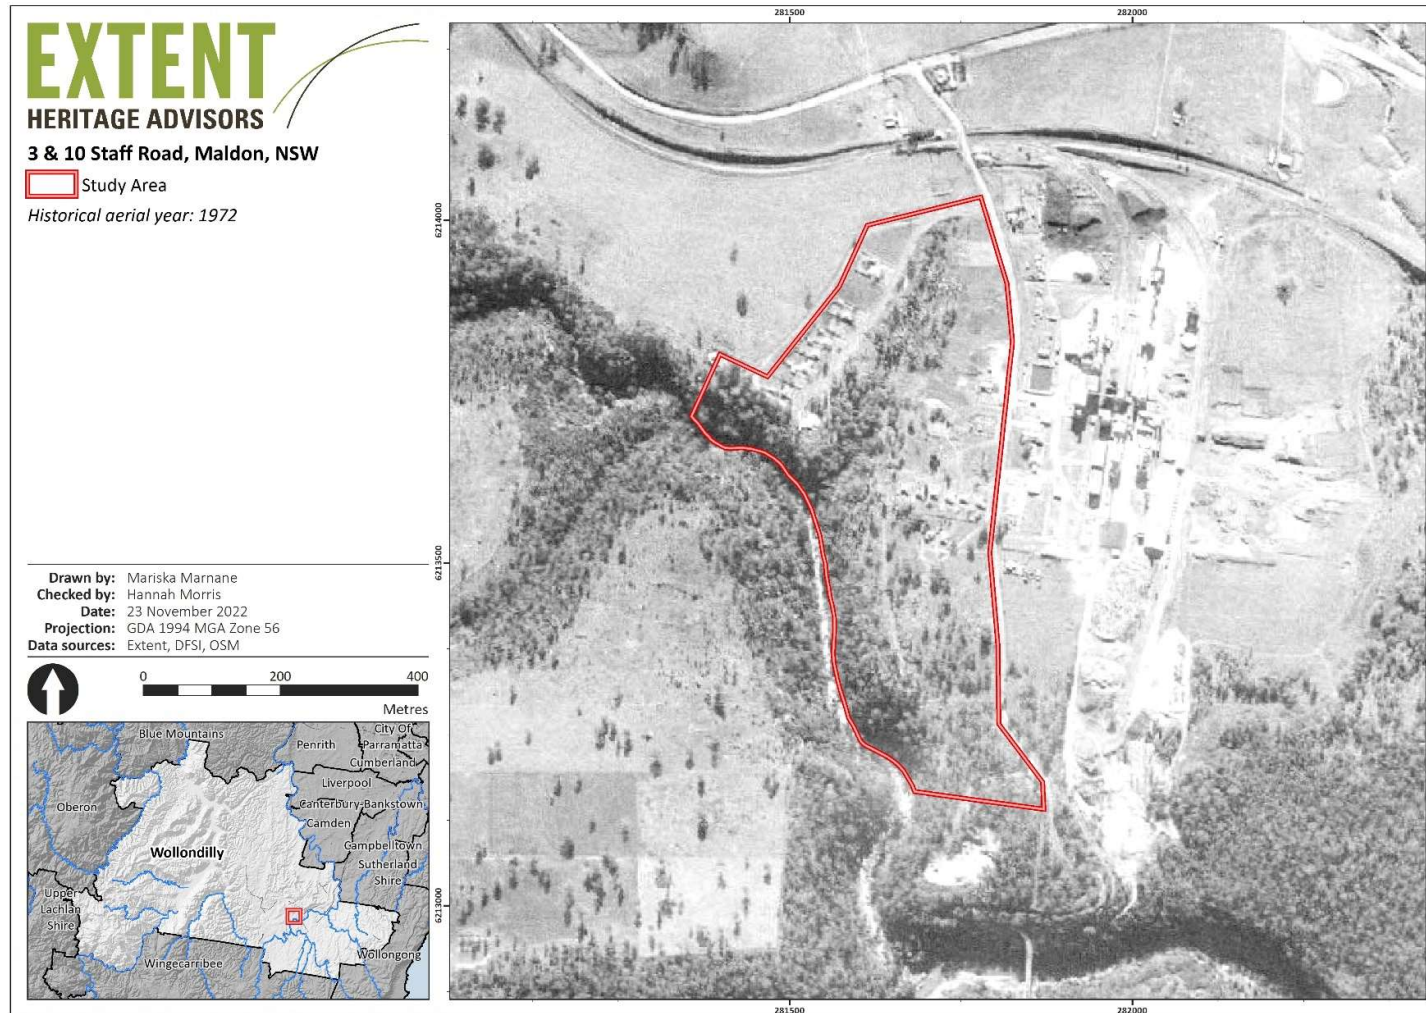 EXTENT
HERITAGE ADVISORS
3 & 10 Staff Road, Maldon, NSW
Study Area
Historical aerial year: 1972
Drawn by: Mariska Marnane
Checked by: Hannah Morris
Date: 23 November 2022
Projection: GDA 1994 MGA Zone 56
Data sources: Extent, DFSI, OSM
0 200 400
Metres
Blue Mountains
Penrith
City Of
Parramatta
Cumberland
Liverpool
Oberon
Canterbury-Bankstown
Camden
Campbelltown
Wollondilly
Sutherland
Shire
Upper
Lachlan
Shire
Wollongong
Wingecarribee
281500 282000
6214000
6213500
6213000
281500 282000